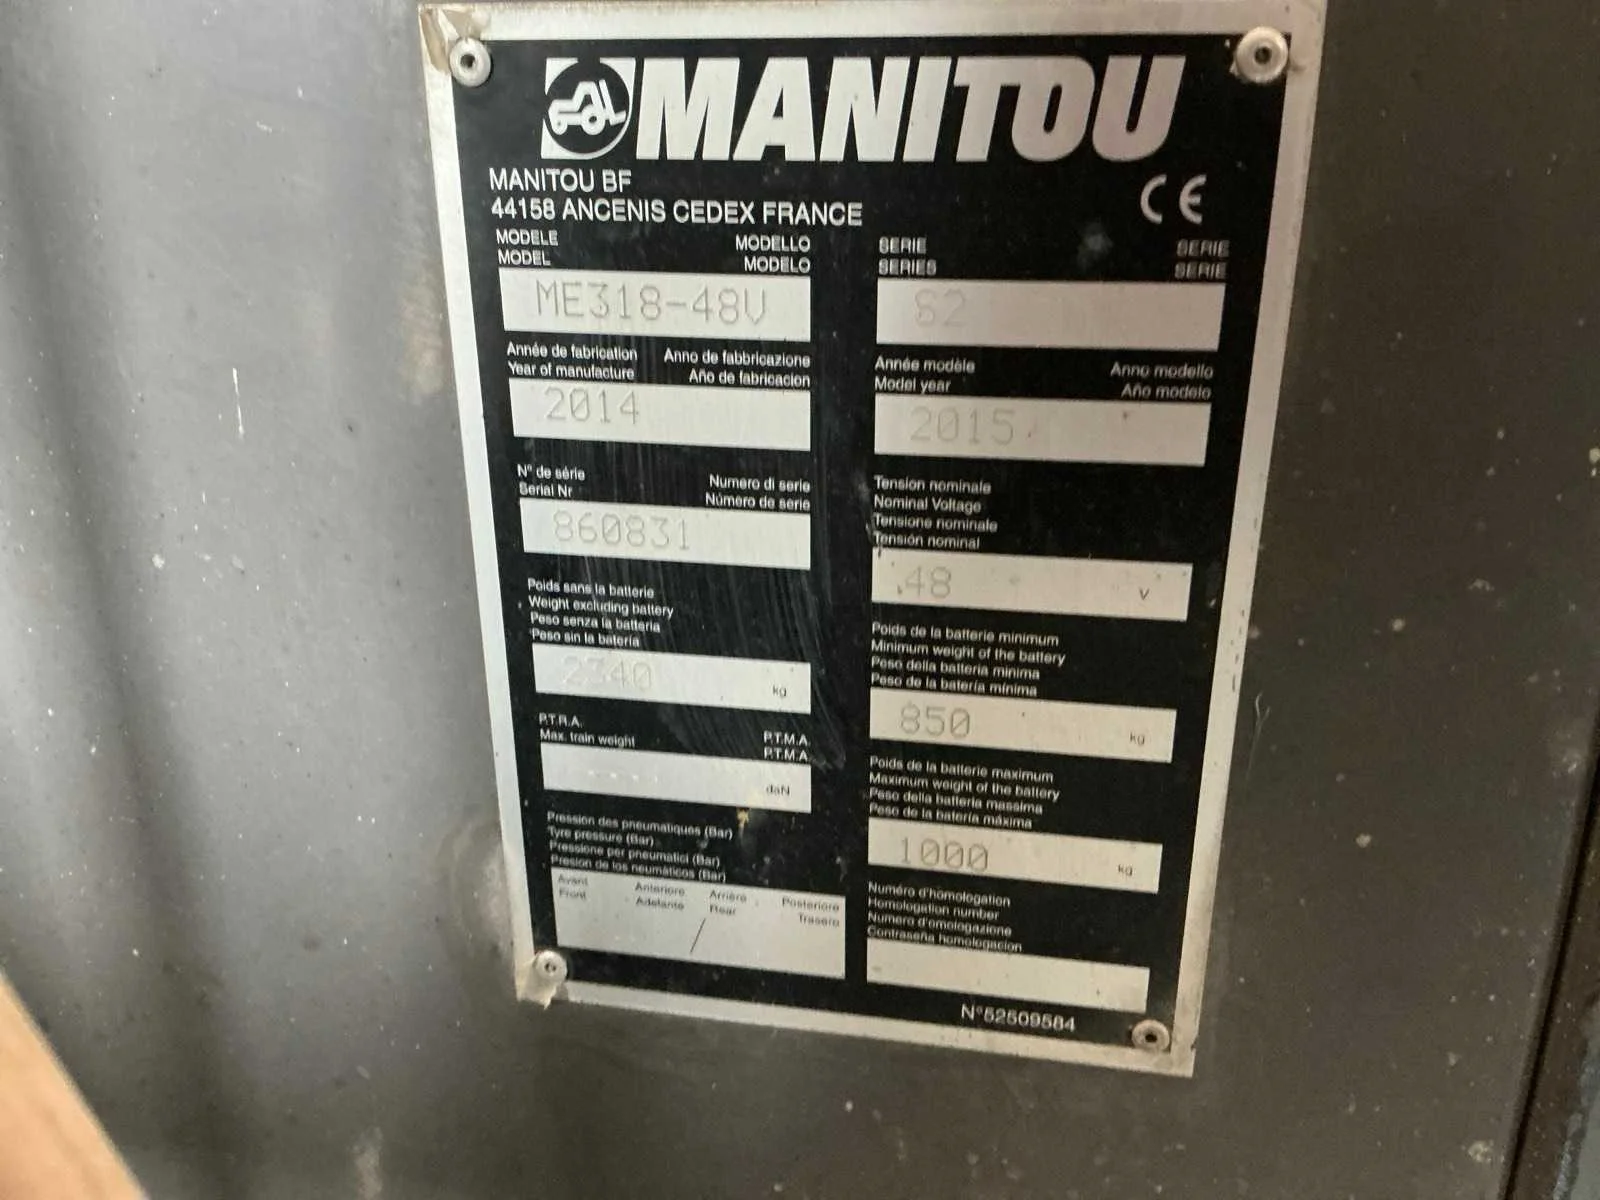 MANITOU
MANITOU BF
44158 ANCENIS CEDEX FRANCE
CE
MODELE MODELLO
MODEL MODELO
ME318-48V
SERIE SERIE
SERIES SERIE
S2
Année de fabrication Anno de fabbricazione
Year of manufacture Año de fabricacion
2014
Année modèle Anno modello
Model year Año modelo
2015
N° de série Numero di serie
Serial Nr Número de serie
860831
Tension nominale
Nominal Voltage
Tensione nominale
Tensión nominal
48 V
Poids sans la batterie
Weight excluding battery
Peso senza la batteria
Peso sin la batería
2340 kg
Poids de la batterie minimum
Minimum weight of the battery
Peso della batteria minima
Peso de la batería mínima
850 kg
P.T.R.A. P.T.M.A.
Max. train weight P.T.M.A.
---- daN
Poids de la batterie maximum
Maximum weight of the battery
Peso della batteria massima
Peso de la batería máxima
1000 kg
Pression des pneumatiques (Bar)
Tyre pressure (Bar)
Pressione per pneumatici (Bar)
Presion de los neumáticos (Bar)
Avant Anteriore Arrière Posteriore
Front Adelante Rear Trasero
/
Numéro d'homologation
Homologation number
Numero d'omologazione
Contraseña homologacion
N°52509584